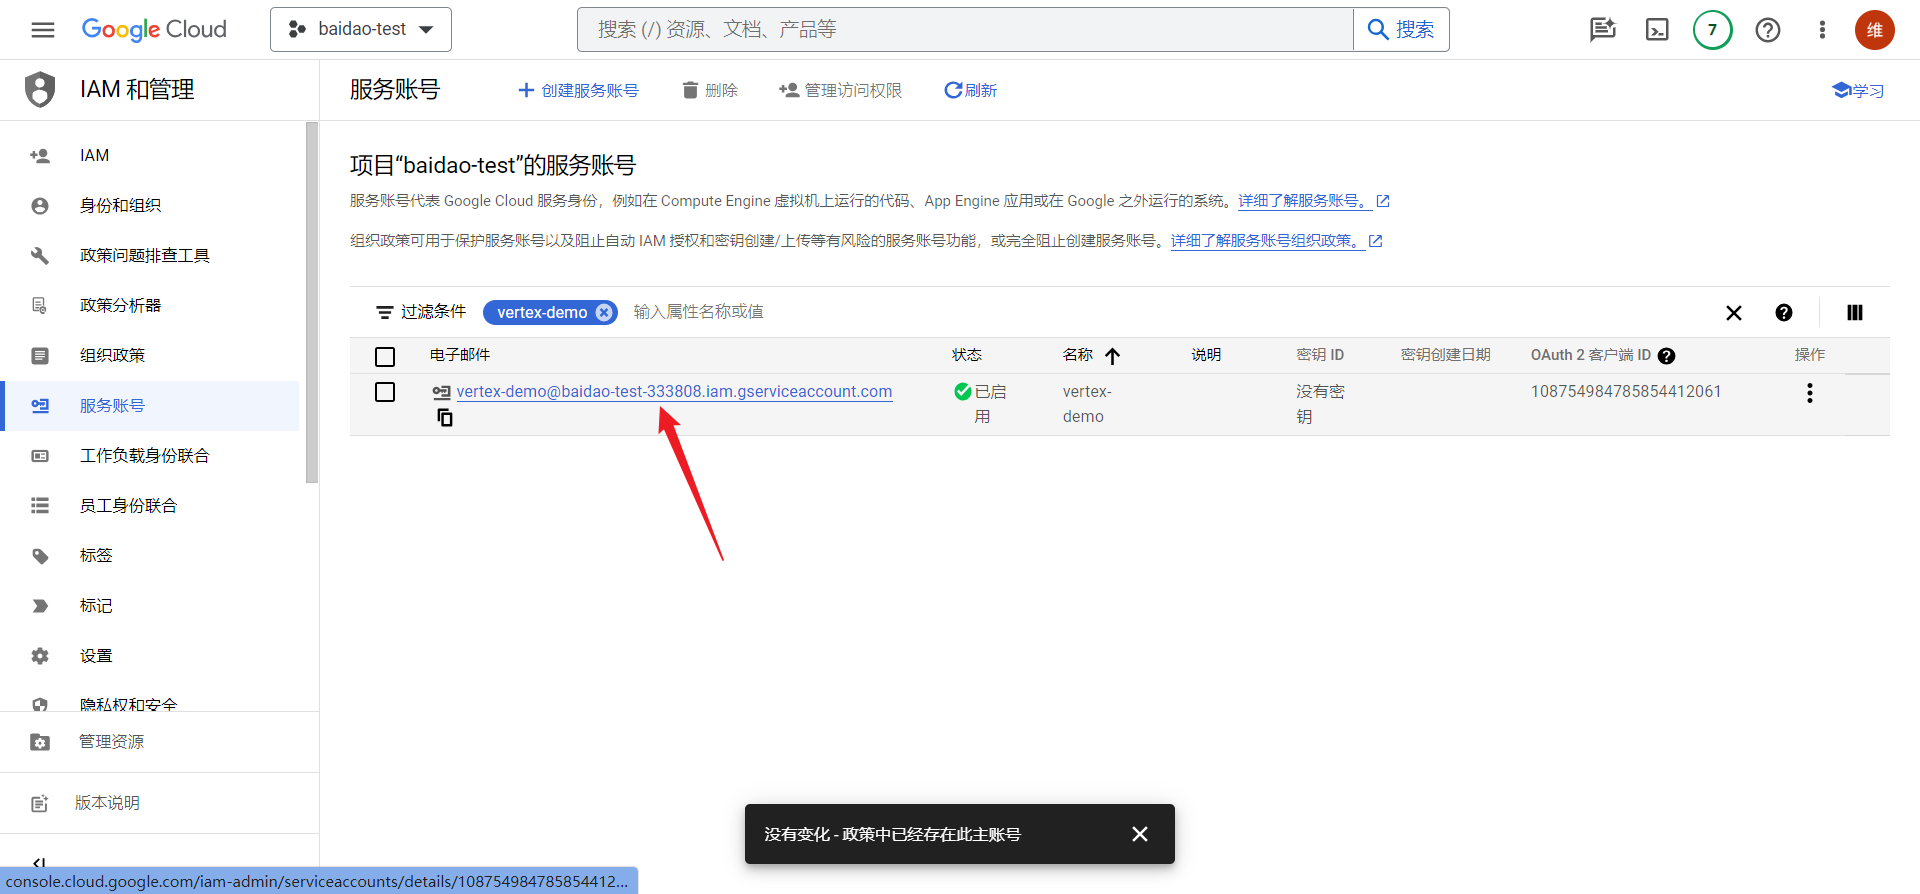 Google Cloud
baidao-test
搜索 (/) 资源、文档、产品等
搜索
7
维
IAM 和管理
服务账号
创建服务账号
删除
管理访问权限
刷新
学习
IAM
身份和组织
政策问题排查工具
政策分析器
组织政策
服务账号
工作负载身份联合
员工身份联合
标签
标记
设置
隐私权和安全
管理资源
版本说明
项目“baidao-test”的服务账号
服务账号代表 Google Cloud 服务身份，例如在 Compute Engine 虚拟机上运行的代码、App Engine 应用或在 Google 之外运行的系统。详细了解服务账号。
组织政策可用于保护服务账号以及阻止自动 IAM 授权和密钥创建/上传等有风险的服务账号功能，或完全阻止创建服务账号。详细了解服务账号组织政策。
过滤条件 vertex-demo 输入属性名称或值
电子邮件 状态 名称 说明 密钥 ID 密钥创建日期 OAuth 2 客户端 ID 操作
vertex-demo@baidao-test-333808.iam.gserviceaccount.com 已启 vertex- 没有密 108754984785854412061
用 demo 钥
没有变化 - 政策中已经存在此主账号
console.cloud.google.com/iam-admin/serviceaccounts/details/108754984785854412...